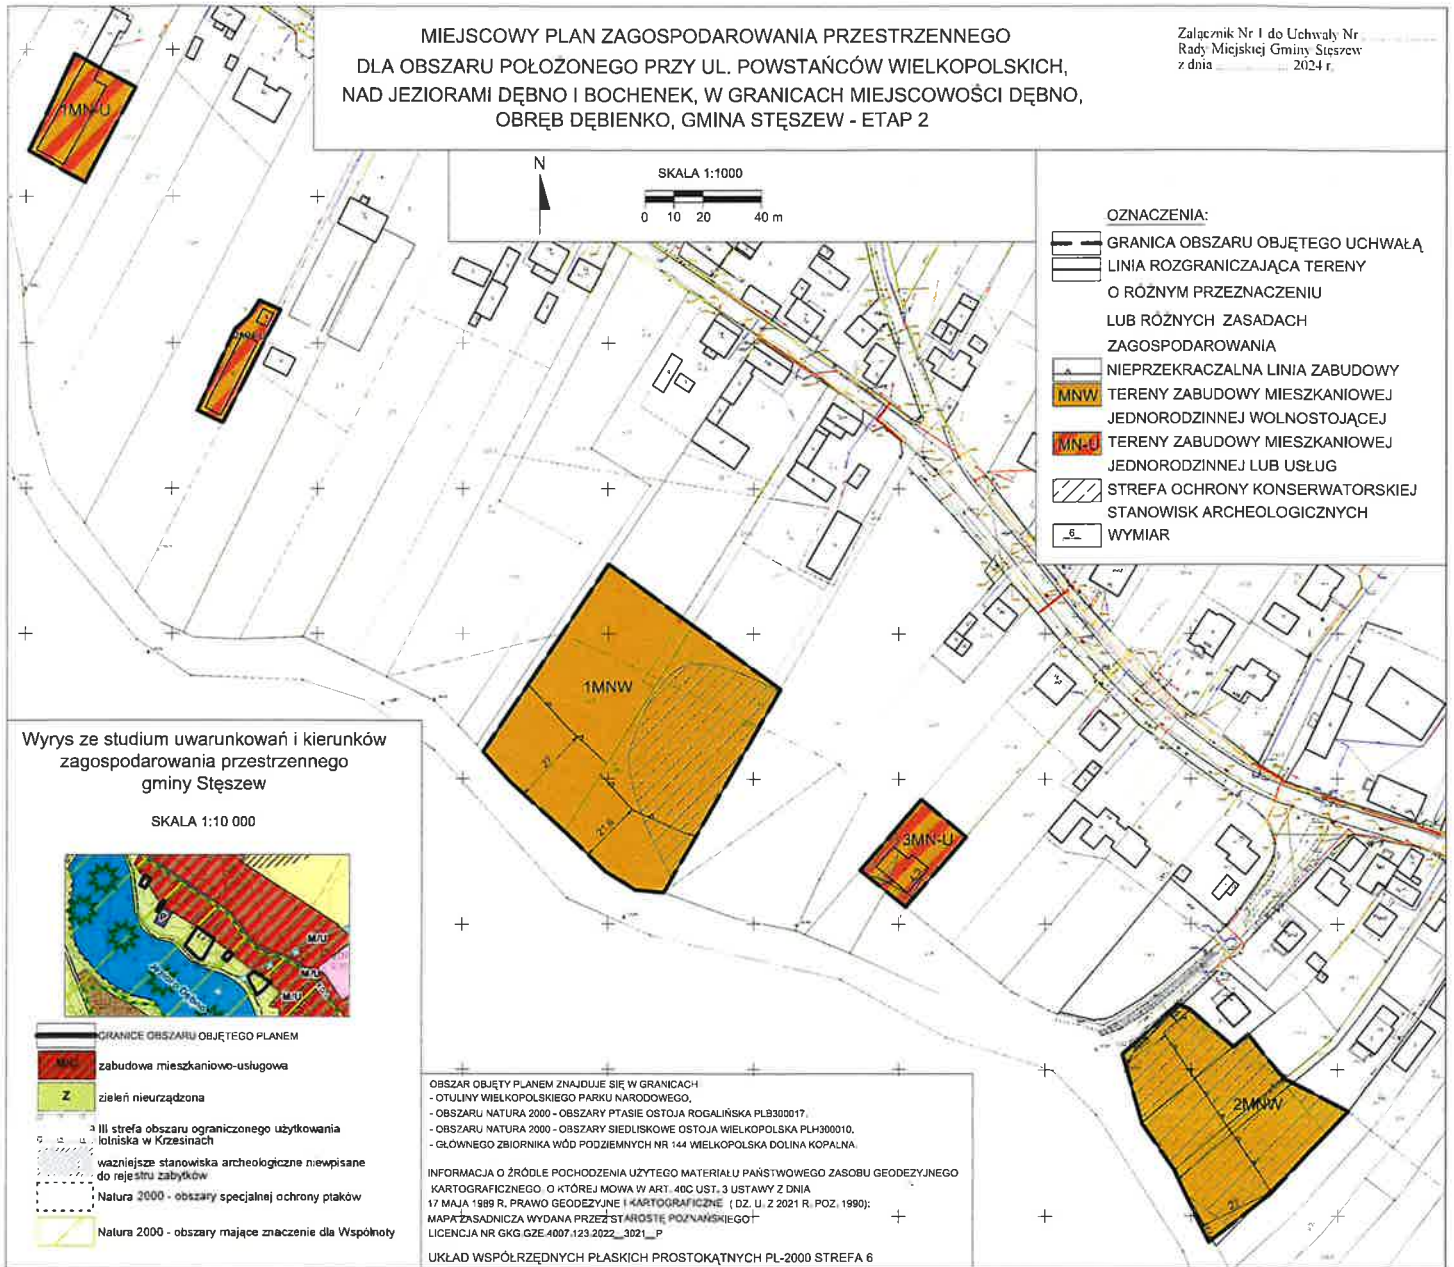 MIEJSCOWY PLAN ZAGOSPODAROWANIA PRZESTRZENNEGO
DLA OBSZARU POŁOŻONEGO PRZY UL. POWSTAŃCÓW WIELKOPOLSKICH,
NAD JEZIORAMI DĘBNO I BOCHENEK, W GRANICACH MIEJSCOWOŚCI DĘBNO,
OBRĘB DĘBIENKO, GMINA STĘSZEW - ETAP 2
Załącznik Nr 1 do Uchwały Nr
Rady Miejskiej Gminy Stęszew
z dnia 2024 r.
N
SKALA 1:1000
0 10 20 40 m
OZNACZENIA:
GRANICA OBSZARU OBJĘTEGO UCHWAŁĄ
LINIA ROZGRANICZAJĄCA TERENY
O RÓŻNYM PRZEZNACZENIU
LUB RÓŻNYCH ZASADACH
ZAGOSPODAROWANIA
NIEPRZEKRACZALNA LINIA ZABUDOWY
MNW TERENY ZABUDOWY MIESZKANIOWEJ
JEDNORODZINNEJ WOLNOSTOJĄCEJ
MN-U TERENY ZABUDOWY MIESZKANIOWEJ
JEDNORODZINNEJ LUB USŁUG
STREFA OCHRONY KONSERWATORSKIEJ
STANOWISK ARCHEOLOGICZNYCH
6 WYMIAR
1MN-U
1MNW
27
21,6
3MN-U
2MNW
27
Wyrys ze studium uwarunkowań i kierunków
zagospodarowania przestrzennego
gminy Stęszew
SKALA 1:10 000
M/U
M/U
M/U
GRANICE OBSZARU OBJĘTEGO PLANEM
M/U zabudowa mieszkaniowo-usługowa
Z zieleń nieurządzona
III strefa obszaru ograniczonego użytkowania
lotniska w Krzesinach
ważniejsze stanowiska archeologiczne niewpisane
do rejestru zabytków
Natura 2000 - obszary specjalnej ochrony ptaków
Natura 2000 - obszary mające znaczenie dla Wspólnoty
OBSZAR OBJĘTY PLANEM ZNAJDUJE SIĘ W GRANICACH
- OTULINY WIELKOPOLSKIEGO PARKU NARODOWEGO,
- OBSZARU NATURA 2000 - OBSZARY PTASIE OSTOJA ROGALIŃSKA PLB300017,
- OBSZARU NATURA 2000 - OBSZARY SIEDLISKOWE OSTOJA WIELKOPOLSKA PLH300010,
- GŁÓWNEGO ZBIORNIKA WÓD PODZIEMNYCH NR 144 WIELKOPOLSKA DOLINA KOPALNA.
INFORMACJA O ŹRÓDLE POCHODZENIA UŻYTEGO MATERIAŁU PAŃSTWOWEGO ZASOBU GEODEZYJNEGO
KARTOGRAFICZNEGO, O KTÓREJ MOWA W ART. 40C UST. 3 USTAWY Z DNIA
17 MAJA 1989 R. PRAWO GEODEZYJNE I KARTOGRAFICZNE ( DZ. U. Z 2021 R. POZ. 1990):
MAPA ZASADNICZA WYDANA PRZEZ STAROSTĘ POZNAŃSKIEGO
LICENCJA NR GKG.GZE.4007.123.2022_3021_P
UKŁAD WSPÓŁRZĘDNYCH PŁASKICH PROSTOKĄTNYCH PL-2000 STREFA 6